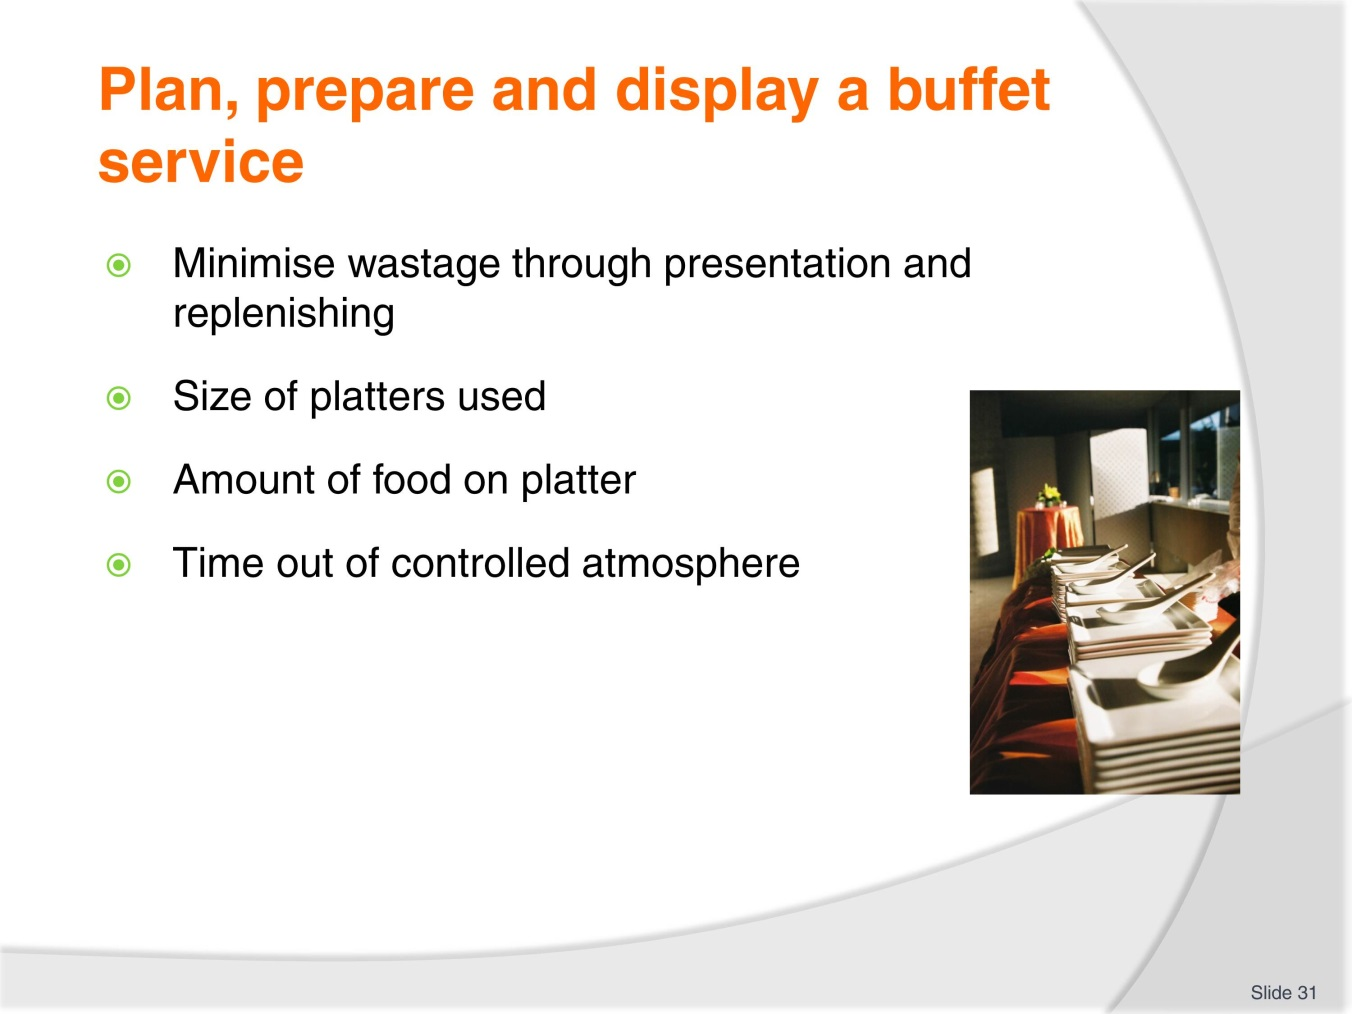 Plan, prepare and display a buffet
service
Minimise wastage through presentation and
replenishing
Size of platters used
Amount of food on platter
Time out of controlled atmosphere
Slide 31